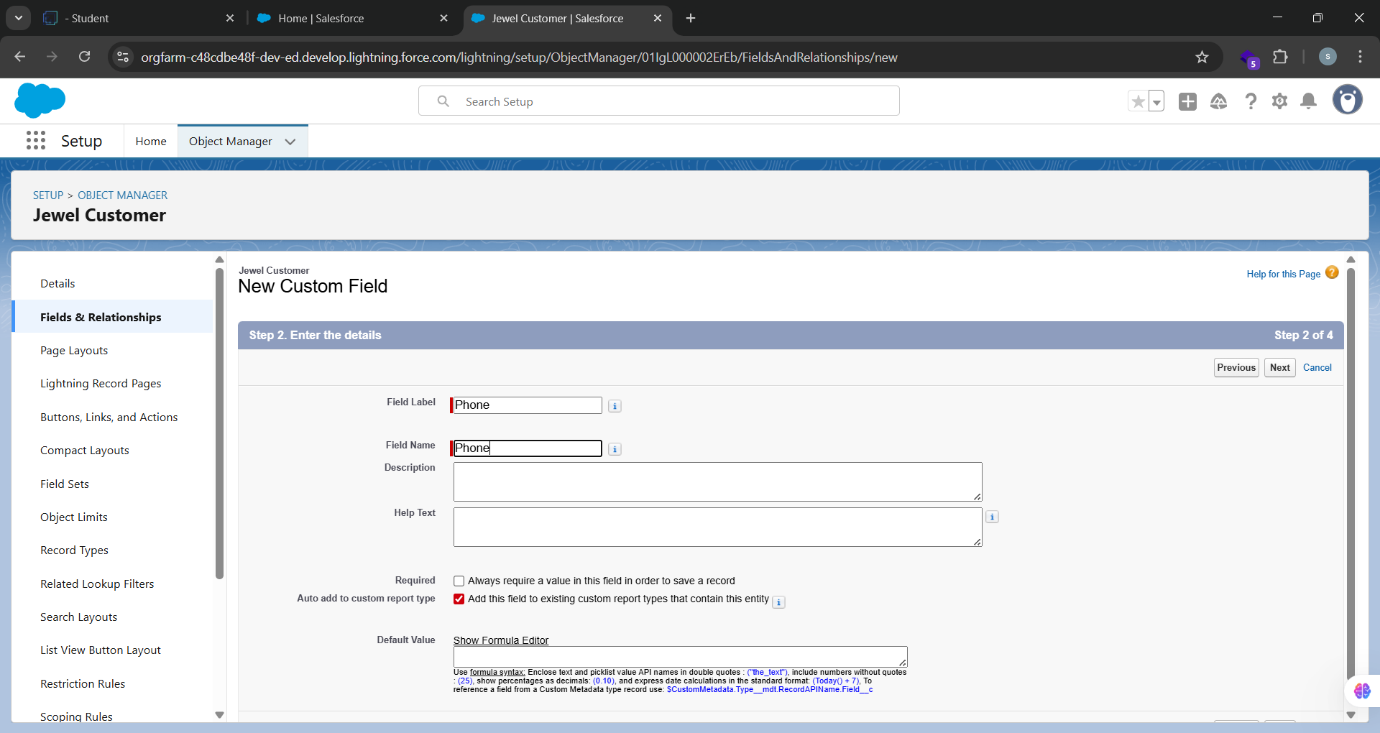 - Student
Home | Salesforce
Jewel Customer | Salesforce
orgfarm-c48cdbe48f-dev-ed.develop.lightning.force.com/lightning/setup/ObjectManager/01IgL000002ErEb/FieldsAndRelationships/new
5
S
Search Setup
Setup
Home
Object Manager
SETUP > OBJECT MANAGER
Jewel Customer
Details
Fields & Relationships
Page Layouts
Lightning Record Pages
Buttons, Links, and Actions
Compact Layouts
Field Sets
Object Limits
Record Types
Related Lookup Filters
Search Layouts
List View Button Layout
Restriction Rules
Scoping Rules
Jewel Customer
New Custom Field
Help for this Page
Step 2. Enter the details
Step 2 of 4
Previous
Next
Cancel
Field Label
Phone
Field Name
Phone
Description
Help Text
Required
Always require a value in this field in order to save a record
Auto add to custom report type
Add this field to existing custom report types that contain this entity
Default Value
Show Formula Editor
Use formula syntax: Enclose text and picklist value API names in double quotes : ("the_text"), include numbers without quotes
: (25), show percentages as decimals: (0.10), and express date calculations in the standard format: (Today() + 7), To
reference a field from a Custom Metadata type record use: $CustomMetadata.Type__mdt.RecordAPIName.Field__c